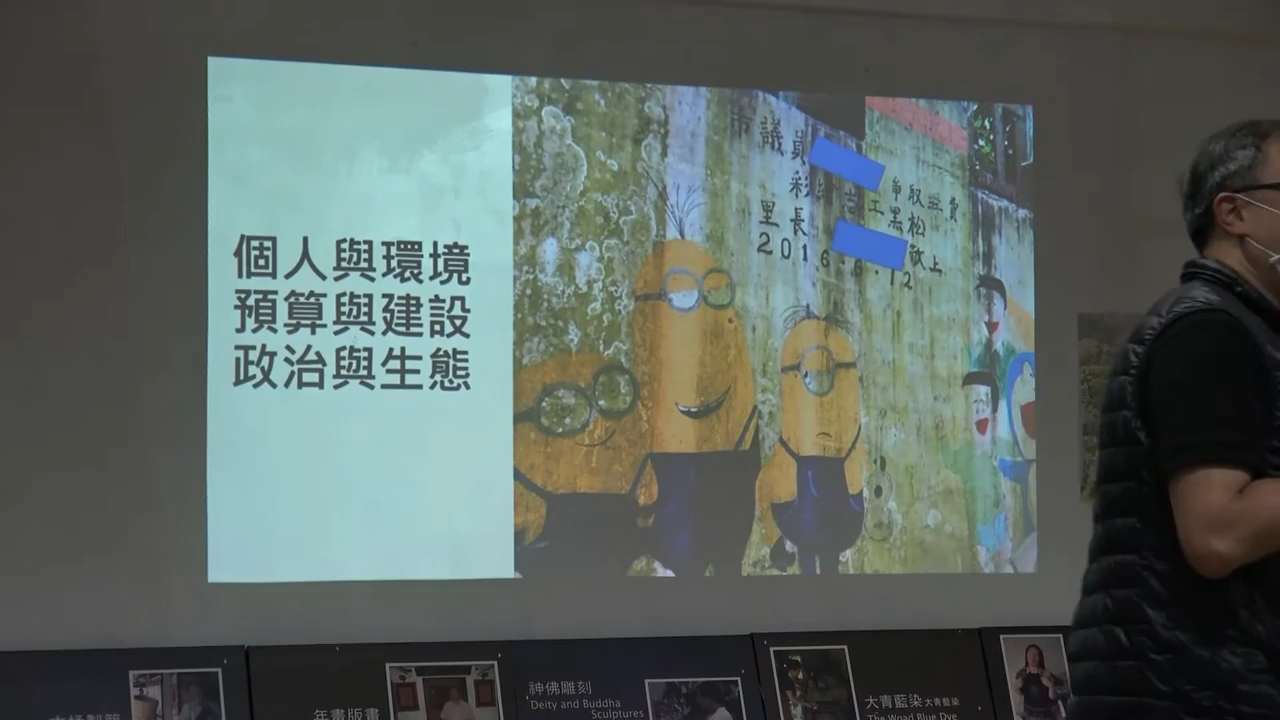 個人與環境
預算與建設
政治與生態
市議員
彩繪志工黑松
爭取經費
里長
敬上
2016.6.12
神佛雕刻
Deity and Buddha
Sculptures
年畫版畫
大青藍染 大青藍染
The Woad Blue Dye